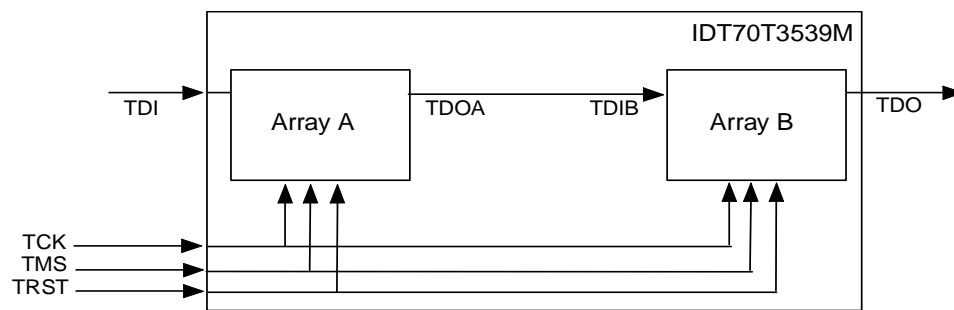 IDT70T3539M
Array A
Array B
TDI
TDOA
TDIB
TDO
TCK
TMS
TRST